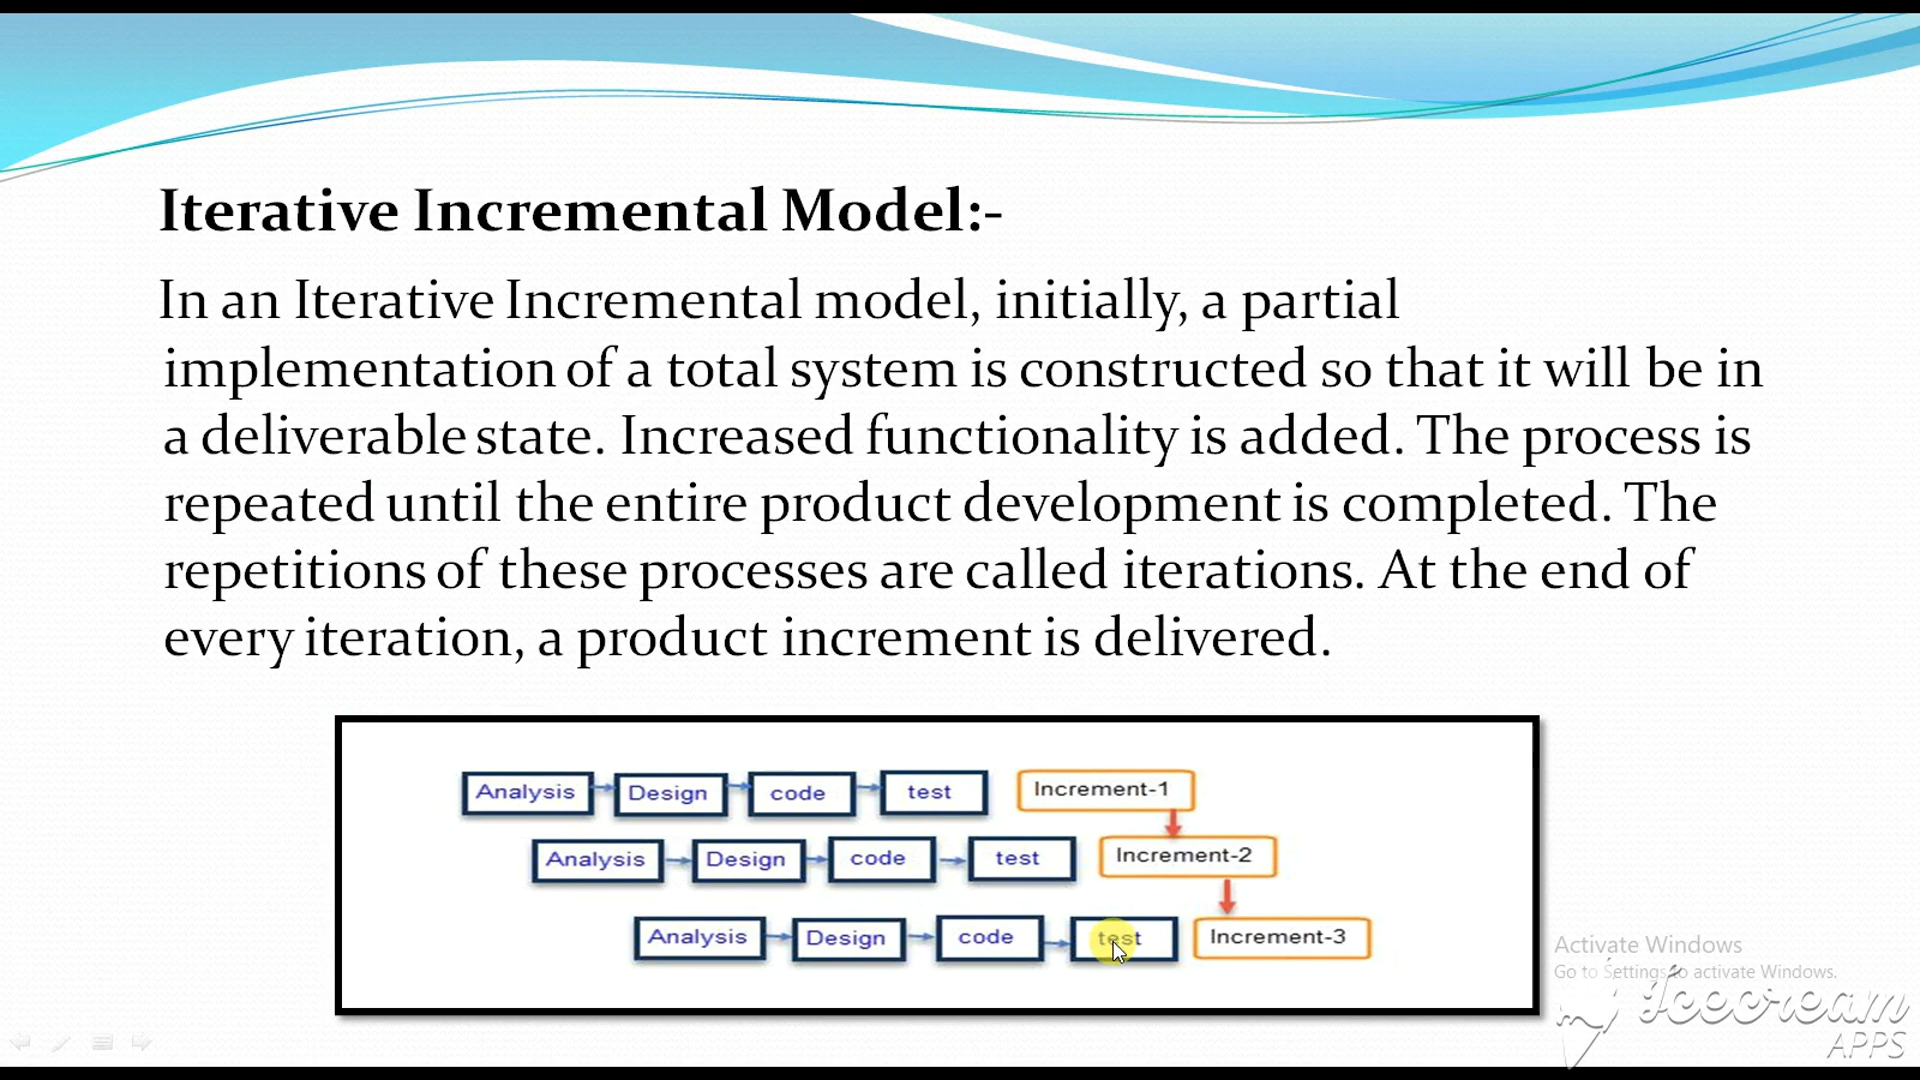 Iterative Incremental Model:-
In an Iterative Incremental model, initially, a partial
implementation of a total system is constructed so that it will be in
a deliverable state. Increased functionality is added. The process is
repeated until the entire product development is completed. The
repetitions of these processes are called iterations. At the end of
every iteration, a product increment is delivered.
Analysis Design code test Increment-1
Analysis Design code test Increment-2
Analysis Design code test Increment-3
Activate Windows
Go to Settings to activate Windows.
Icecream
APPS